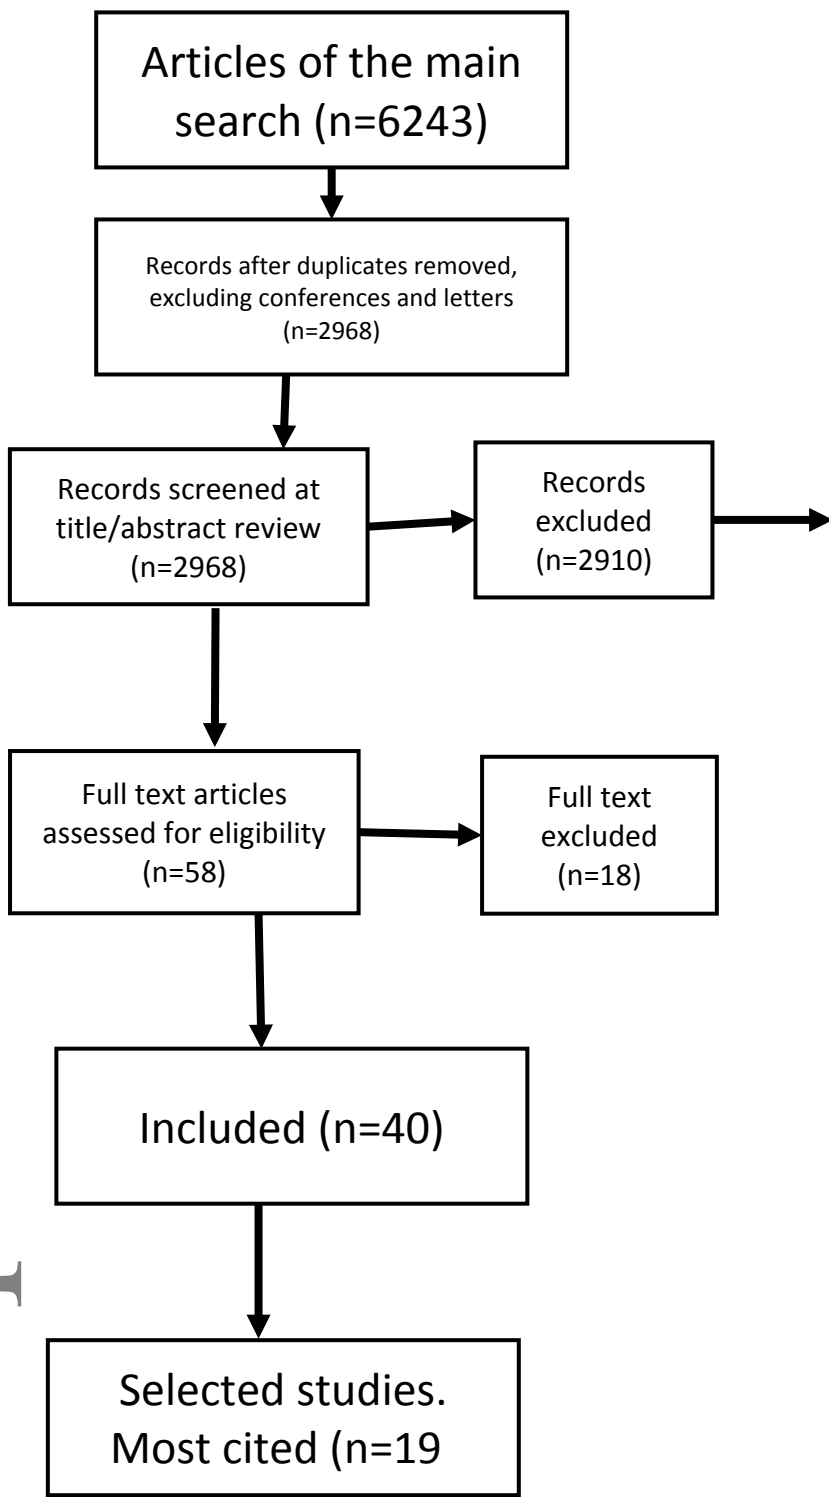 Articles of the main
search (n=6243)
Records after duplicates removed,
excluding conferences and letters
(n=2968)
Records screened at
title/abstract review
(n=2968)
Records
excluded
(n=2910)
Full text articles
assessed for eligibility
(n=58)
Full text
excluded
(n=18)
Included (n=40)
Selected studies.
Most cited (n=19